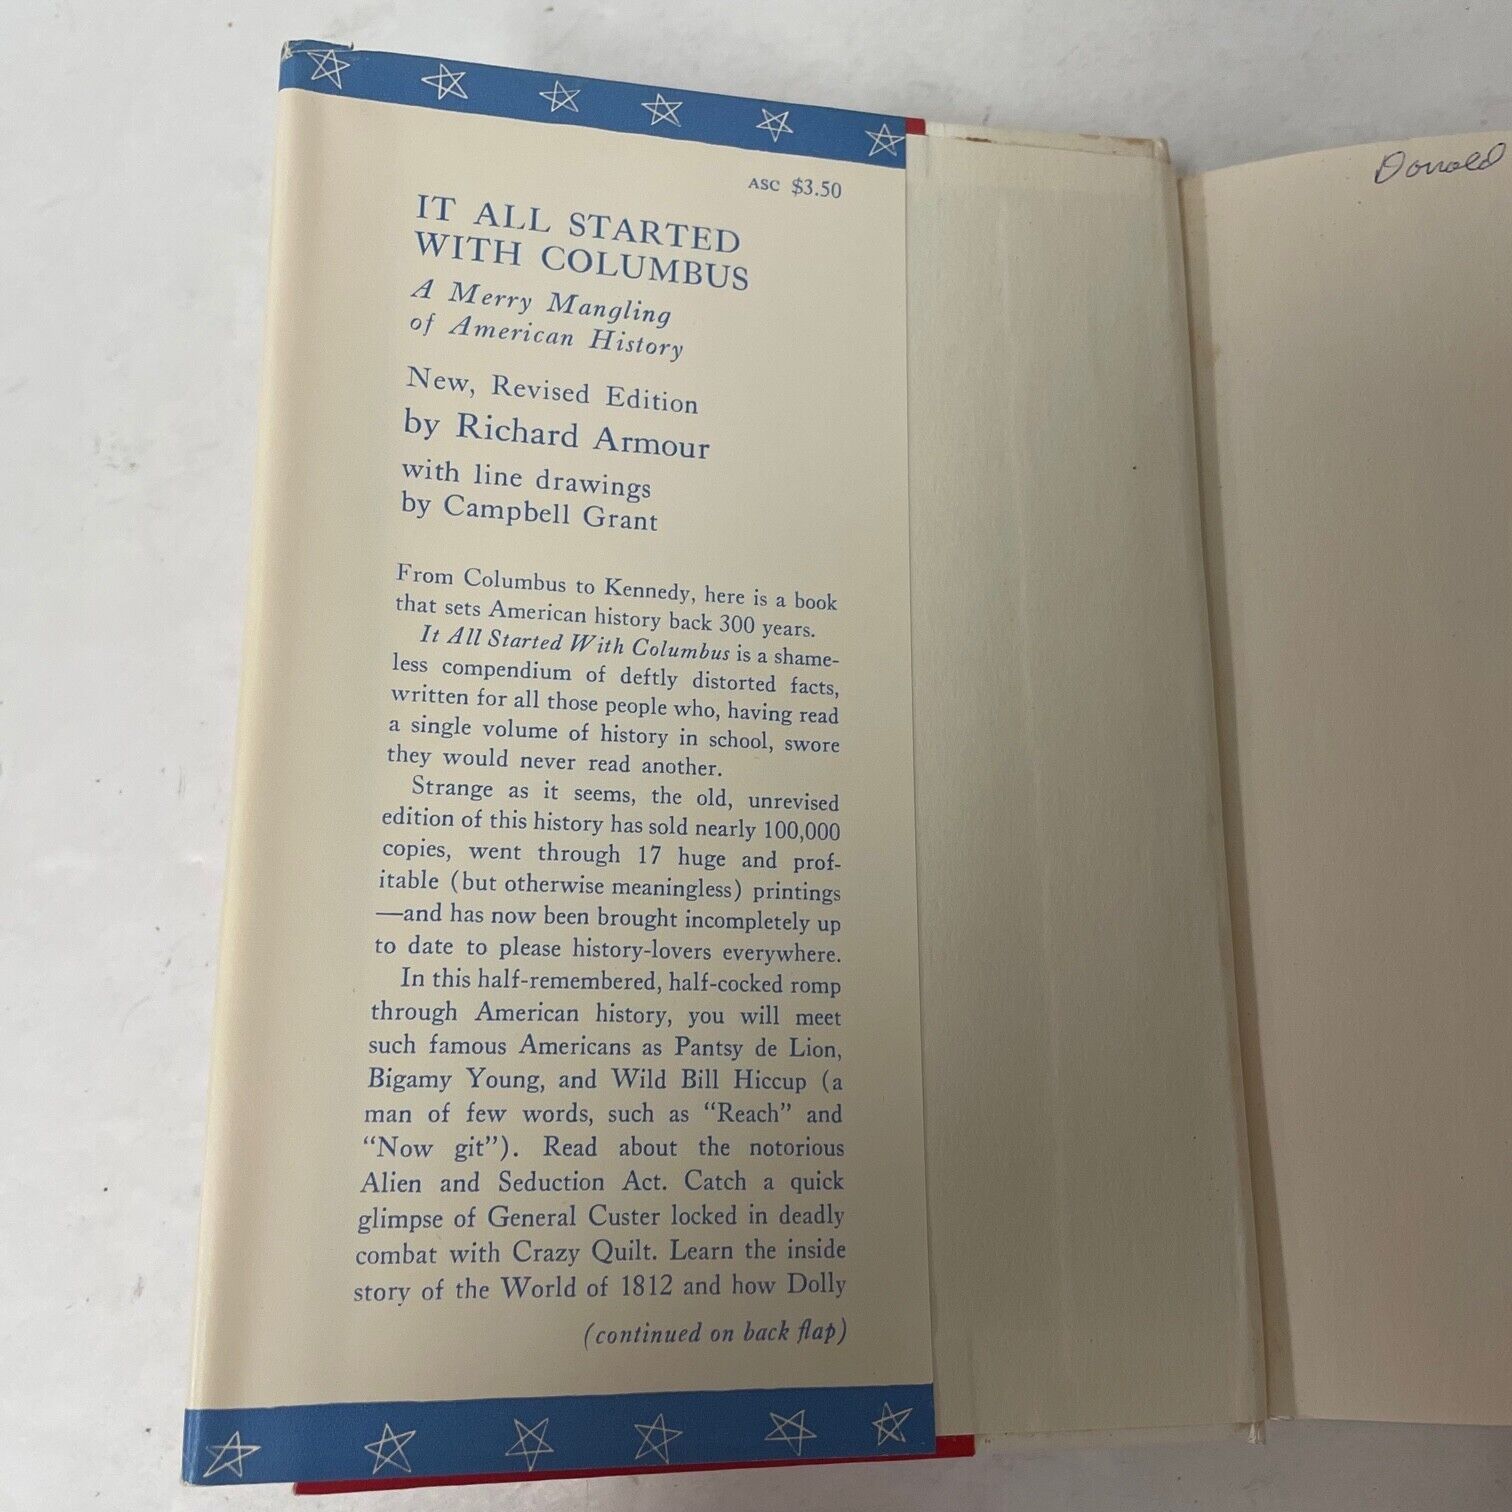 ASC $3.50
IT ALL STARTED
WITH COLUMBUS
A Merry Mangling
of American History
New, Revised Edition
by Richard Armour
with line drawings
by Campbell Grant
From Columbus to Kennedy, here is a book
that sets American history back 300 years.
It All Started With Columbus is a shame-
less compendium of deftly distorted facts,
written for all those people who, having read
a single volume of history in school, swore
they would never read another.
Strange as it seems, the old, unrevised
edition of this history has sold nearly 100,000
copies, went through 17 huge and prof-
itable (but otherwise meaningless) printings
—and has now been brought incompletely up
to date to please history-lovers everywhere.
In this half-remembered, half-cocked romp
through American history, you will meet
such famous Americans as Pantsy de Lion,
Bigamy Young, and Wild Bill Hiccup (a
man of few words, such as “Reach” and
“Now git”). Read about the notorious
Alien and Seduction Act. Catch a quick
glimpse of General Custer locked in deadly
combat with Crazy Quilt. Learn the inside
story of the World of 1812 and how Dolly
(continued on back flap)
Donald